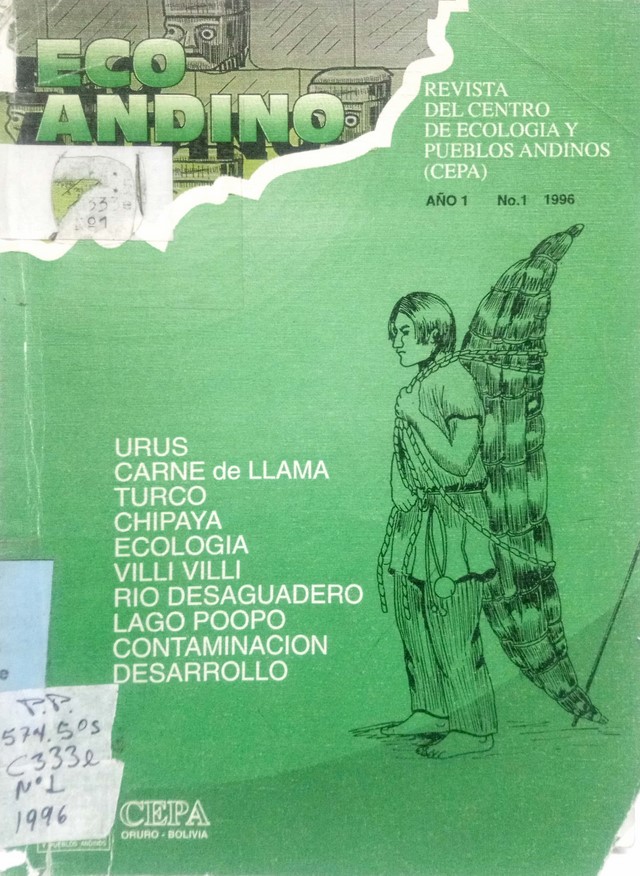 ECO
ANDINO
REVISTA
DEL CENTRO
DE ECOLOGIA Y
PUEBLOS ANDINOS
(CEPA)
AÑO 1 No.1 1996
URUS
CARNE de LLAMA
TURCO
CHIPAYA
ECOLOGIA
VILLI VILLI
RIO DESAGUADERO
LAGO POOPO
CONTAMINACION
DESARROLLO
P.P.
574.505
C333e
Nº1
1996
CEPA
ORURO - BOLIVIA
Y PUEBLOS ANDINOS